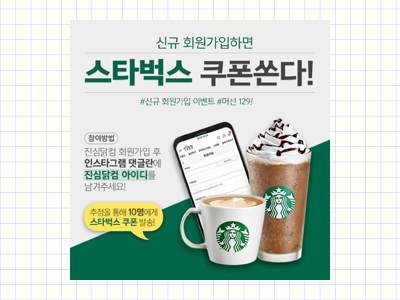 신규 회원가입하면
스타벅스 쿠폰쏜다!
#신규 회원가입 이벤트 #머선 129!
참여방법
진심닭컴 회원가입 후
인스타그램 댓글란에
진심닭컴 아이디를
남겨주세요!
추첨을 통해 10명에게
스타벅스 쿠폰 발송!